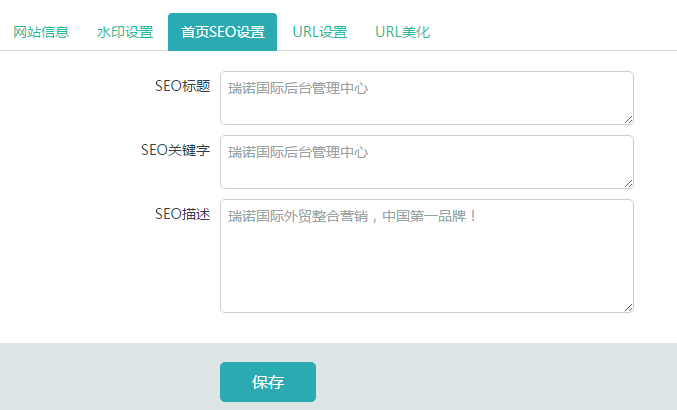 网站信息 水印设置 首页SEO设置 URL设置 URL美化
SEO标题 瑞诺国际后台管理中心
SEO关键字 瑞诺国际后台管理中心
SEO描述 瑞诺国际外贸整合营销，中国第一品牌！
保存